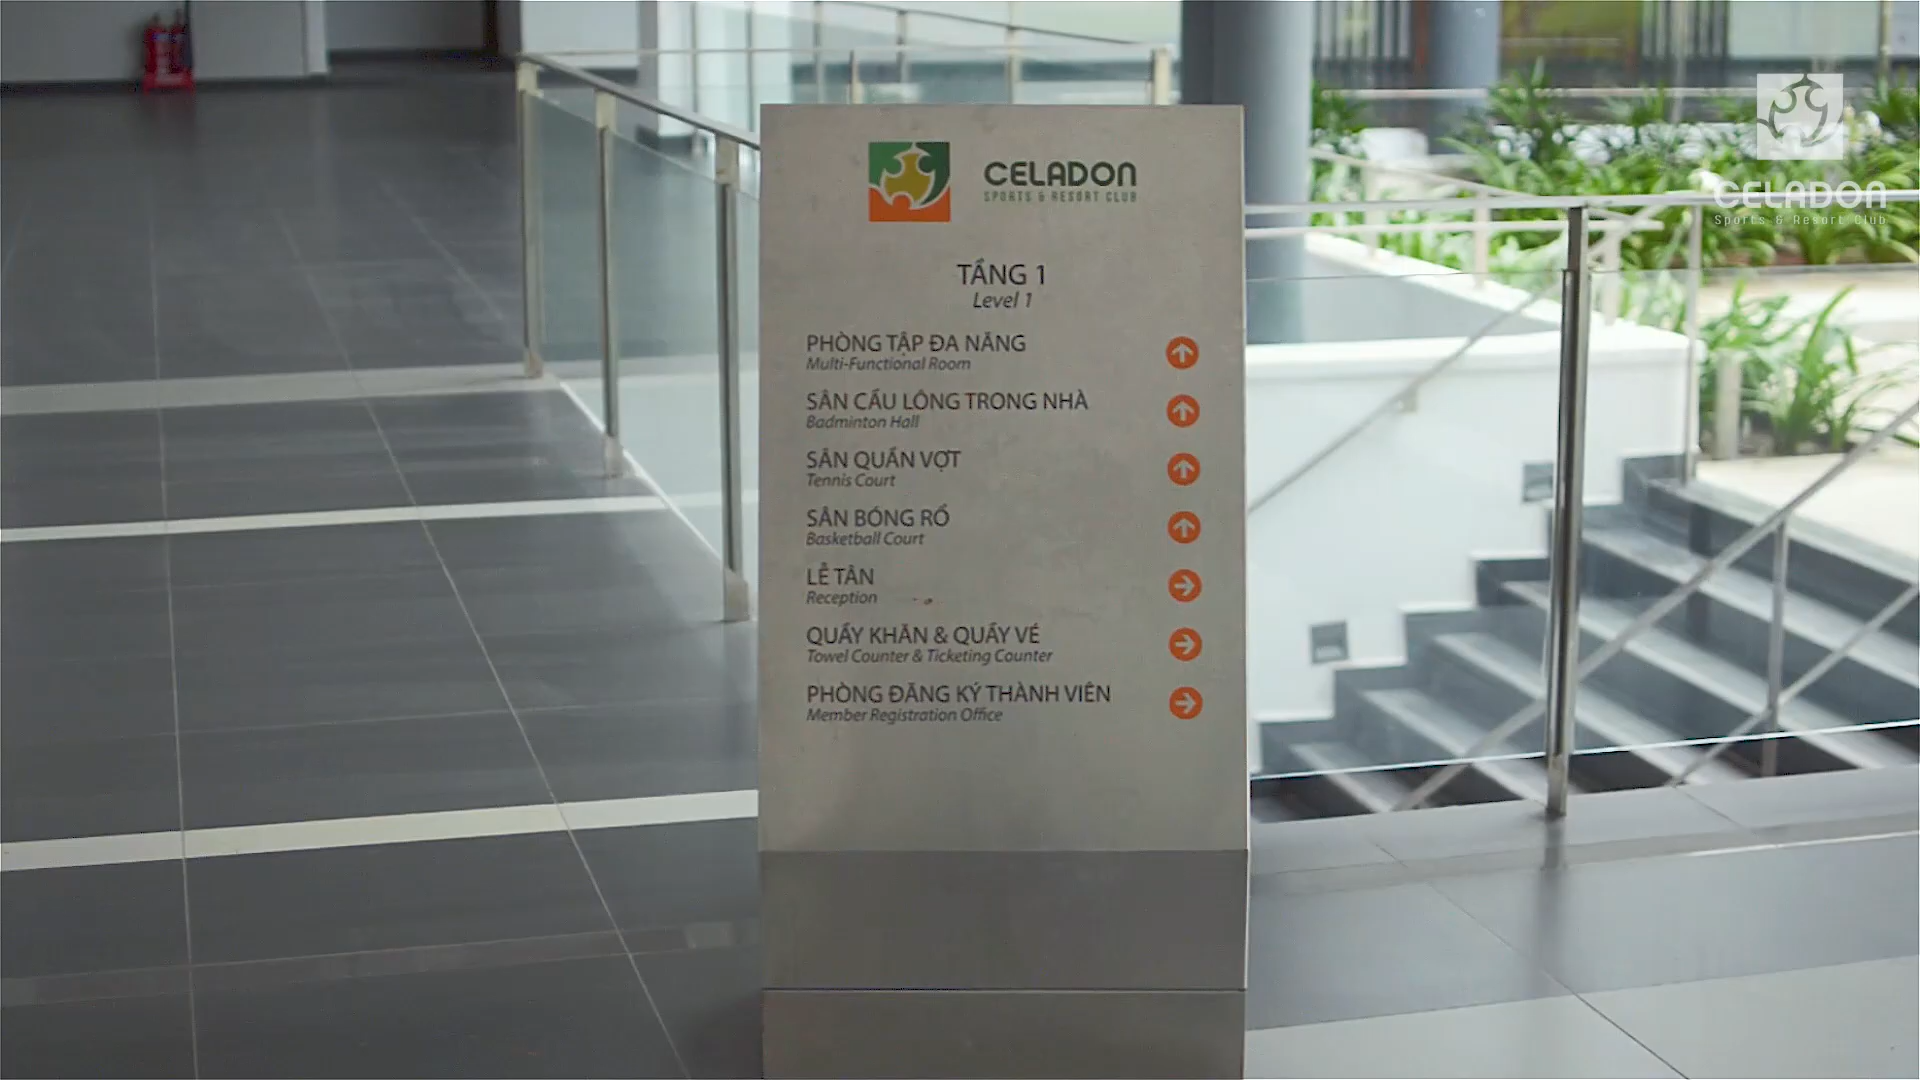 CELADON
SPORTS & RESORT CLUB
TẦNG 1
Level 1
PHÒNG TẬP ĐA NĂNG
Multi-Functional Room
SÂN CẦU LÔNG TRONG NHÀ
Badminton Hall
SÂN QUẦN VỢT
Tennis Court
SÂN BÓNG RỔ
Basketball Court
LỄ TÂN
Reception
QUẦY KHĂN & QUẦY VÉ
Towel Counter & Ticketing Counter
PHÒNG ĐĂNG KÝ THÀNH VIÊN
Member Registration Office
CELADON
Sports & Resort Club